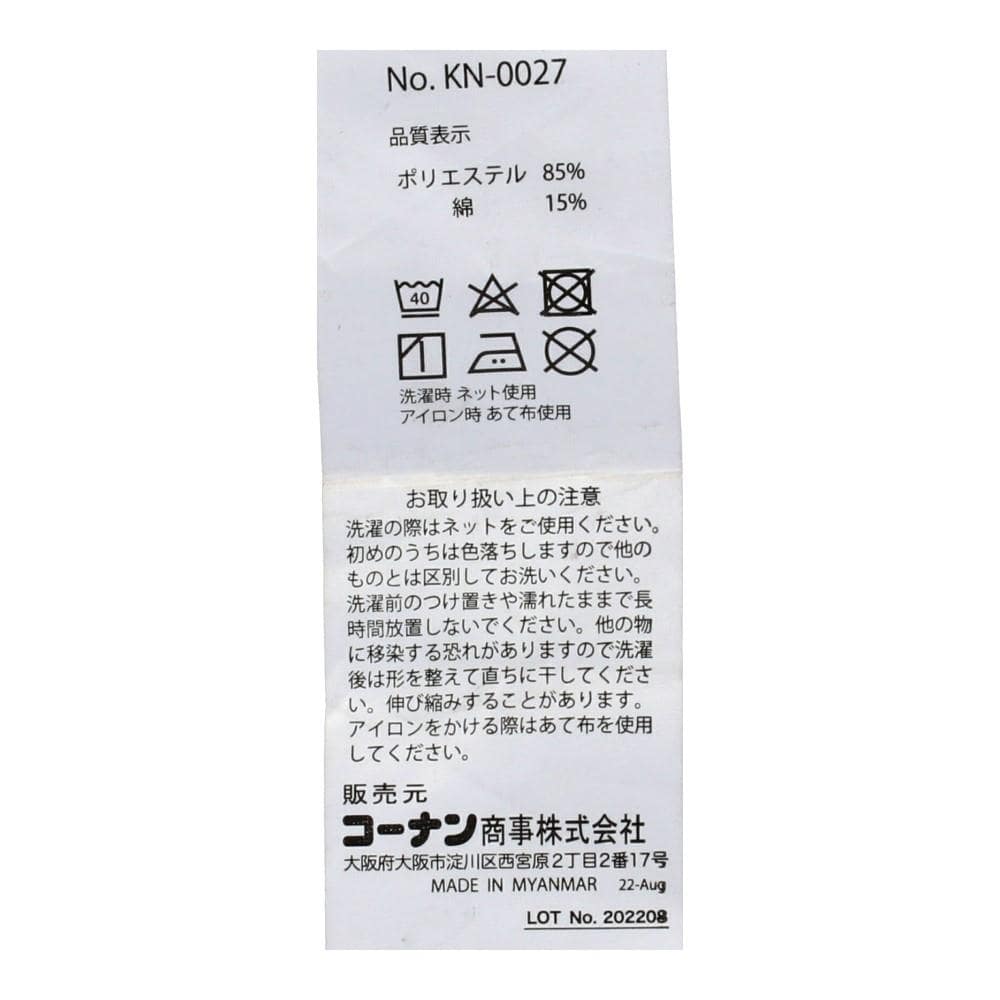 No. KN-0027
品質表示
ポリエステル 85%
綿 15%
40
洗濯時 ネット使用
アイロン時 あて布使用
お取り扱い上の注意
洗濯の際はネットをご使用ください。
初めのうちは色落ちしますので他の
ものとは区別してお洗いください。
洗濯前のつけ置きや濡れたままで長
時間放置しないでください。他の物
に移染する恐れがありますので洗濯
後は形を整えて直ちに干してくださ
い。伸び縮みすることがあります。
アイロンをかける際はあて布を使用
してください。
販売元
コーナン商事株式会社
大阪府大阪市淀川区西宮原2丁目2番17号
MADE IN MYANMAR 22-Aug
LOT No. 202208